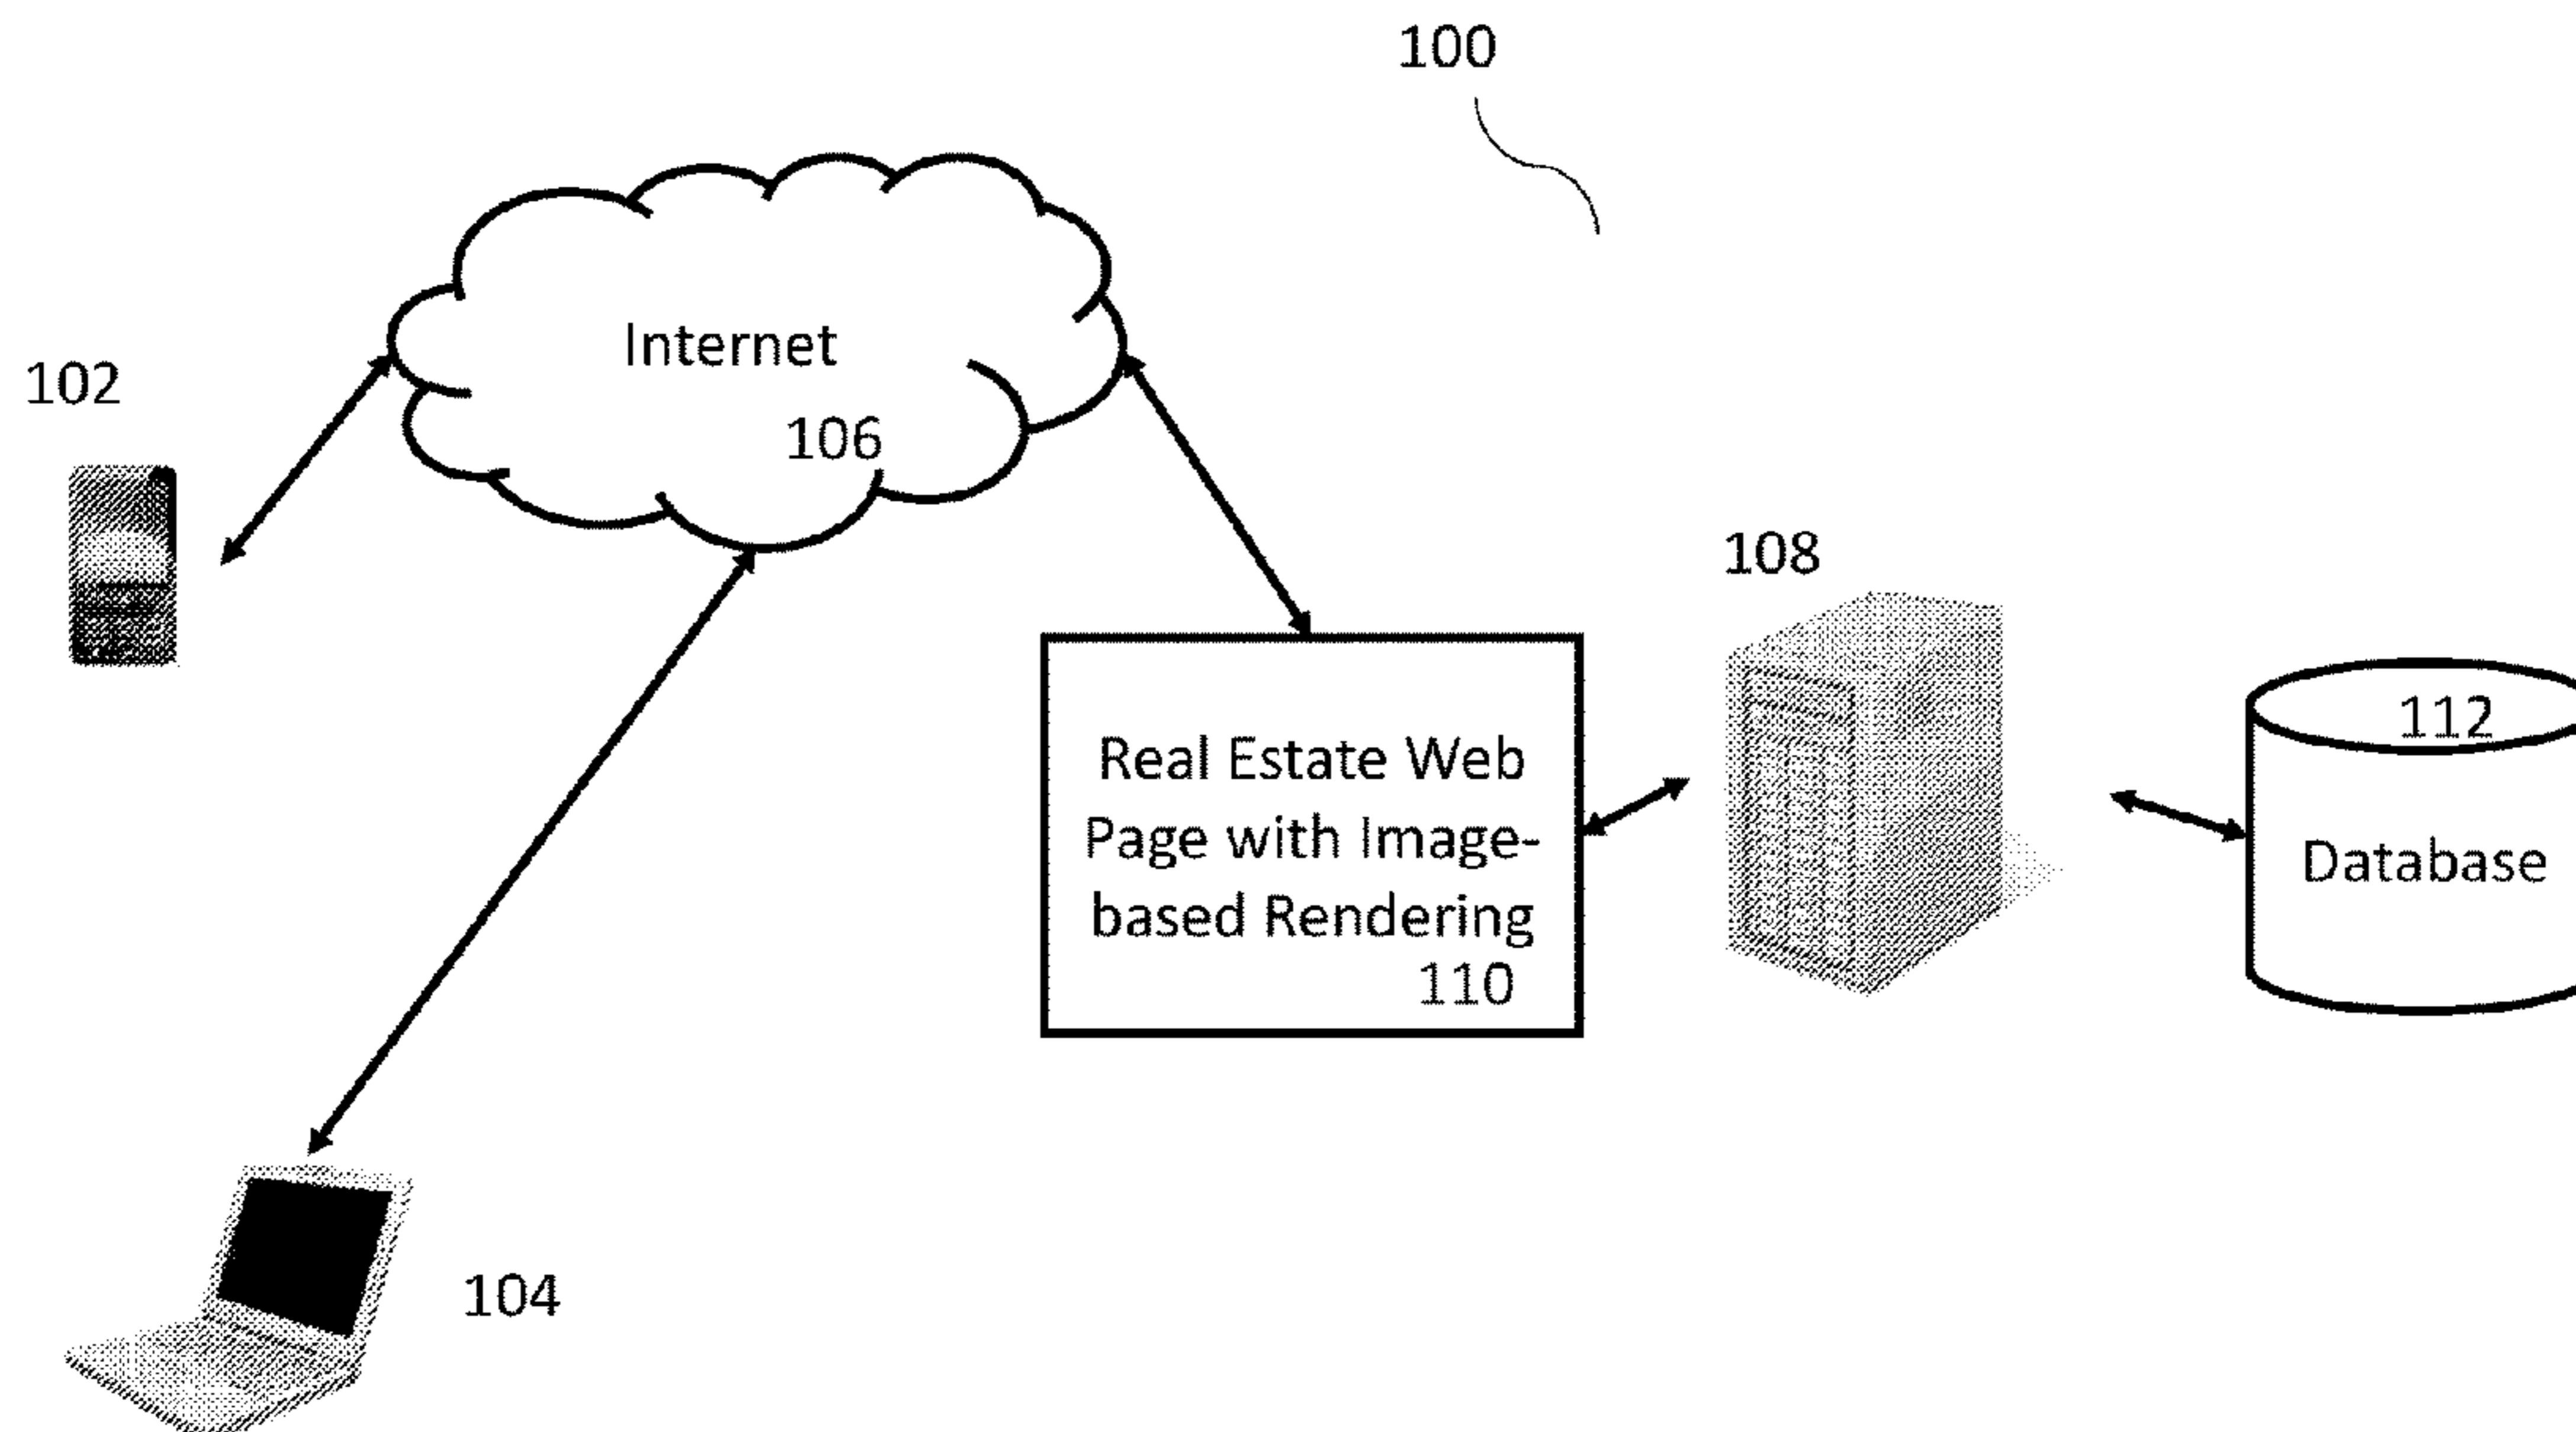 100
Internet
102
106
108
112
Real Estate Web
Page with Image-
based Rendering
110
Database
104